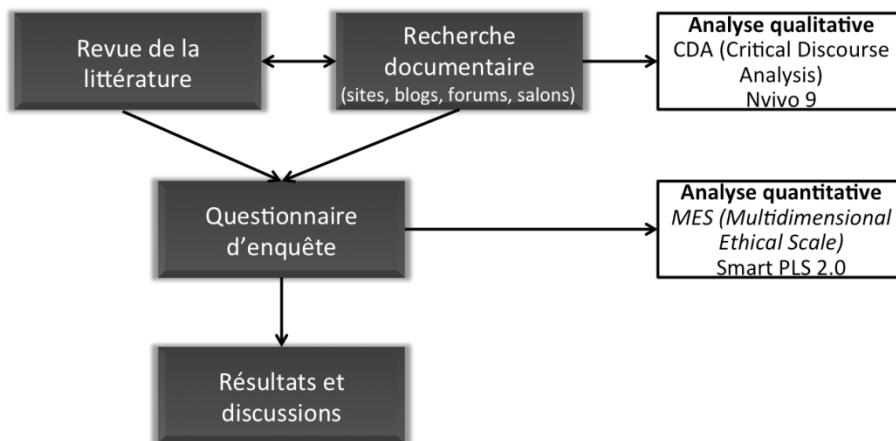 Revue de la
littérature
Recherche
documentaire
(sites, blogs, forums, salons)
Analyse qualitative
CDA (Critical Discourse
Analysis)
Nvivo 9
Questionnaire
d’enquête
Analyse quantitative
MES (Multidimensional
Ethical Scale)
Smart PLS 2.0
Résultats et
discussions